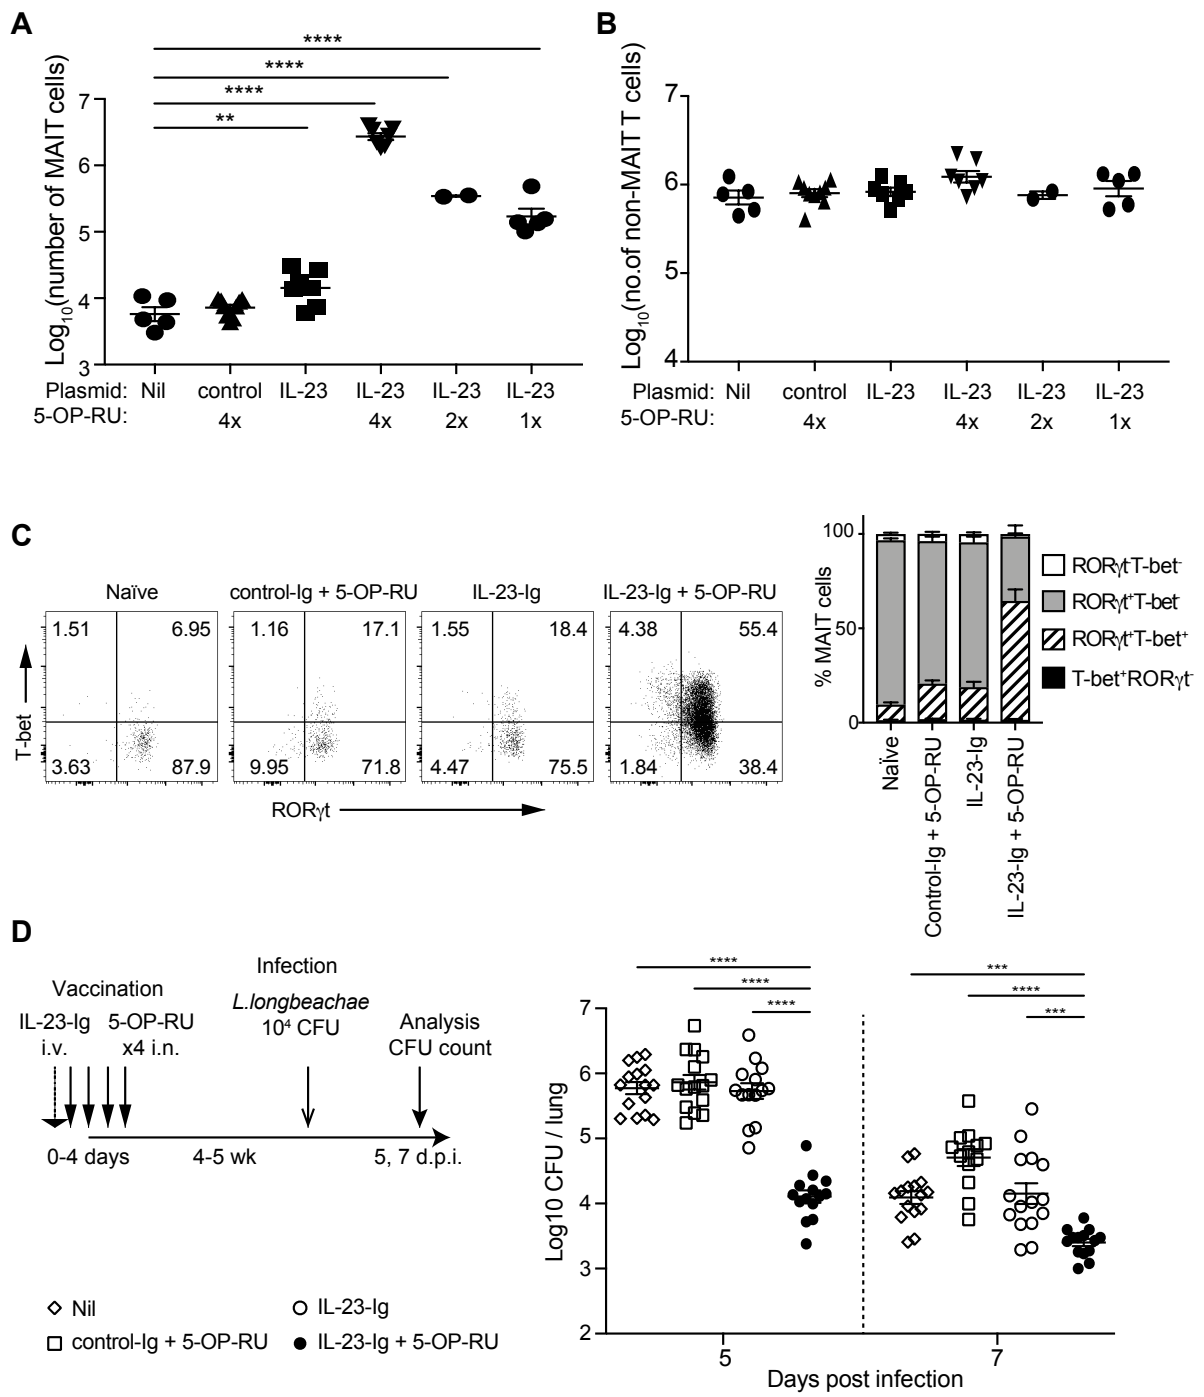 A
****
****
****
**
Log10(number of MAIT cells)
7
6
5
4
3
Plasmid: Nil control IL-23 IL-23 IL-23 IL-23
5-OP-RU: 4x 4x 2x 1x
B
Log10(no.of non-MAIT T cells)
7
6
5
4
Plasmid: Nil control IL-23 IL-23 IL-23 IL-23
5-OP-RU: 4x 4x 2x 1x
C
Naïve control-Ig + 5-OP-RU IL-23-Ig IL-23-Ig + 5-OP-RU
1.51 6.95 1.16 17.1 1.55 18.4 4.38 55.4
3.63 87.9 9.95 71.8 4.47 75.5 1.84 38.4
T-bet
RORγt
% MAIT cells
100
50
0
Naïve
Control-Ig + 5-OP-RU
IL-23-Ig
IL-23-Ig + 5-OP-RU
RORγt-T-bet-
RORγt+T-bet-
RORγt+T-bet+
T-bet+RORγt-
D
Vaccination
IL-23-Ig 5-OP-RU
i.v. x4 i.n.
Infection
L.longbeachae
10⁴ CFU
Analysis
CFU count
0-4 days 4-5 wk 5, 7 d.p.i.
Nil
IL-23-Ig
control-Ig + 5-OP-RU
IL-23-Ig + 5-OP-RU
Log10 CFU / lung
7
6
5
4
3
2
****
****
****
***
****
***
5 7
Days post infection